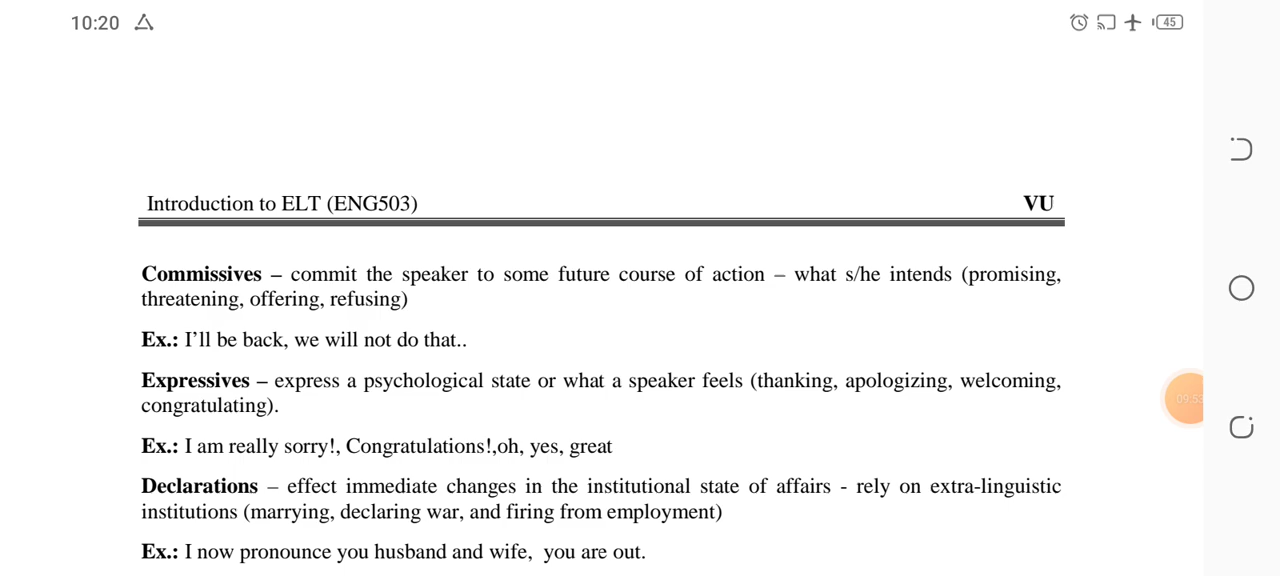 10:20
45
Introduction to ELT (ENG503) VU
Commissives – commit the speaker to some future course of action – what s/he intends (promising,
threatening, offering, refusing)
Ex.: I’ll be back, we will not do that..
Expressives – express a psychological state or what a speaker feels (thanking, apologizing, welcoming,
congratulating).
09:53
Ex.: I am really sorry!, Congratulations!,oh, yes, great
Declarations – effect immediate changes in the institutional state of affairs - rely on extra-linguistic
institutions (marrying, declaring war, and firing from employment)
Ex.: I now pronounce you husband and wife,  you are out.